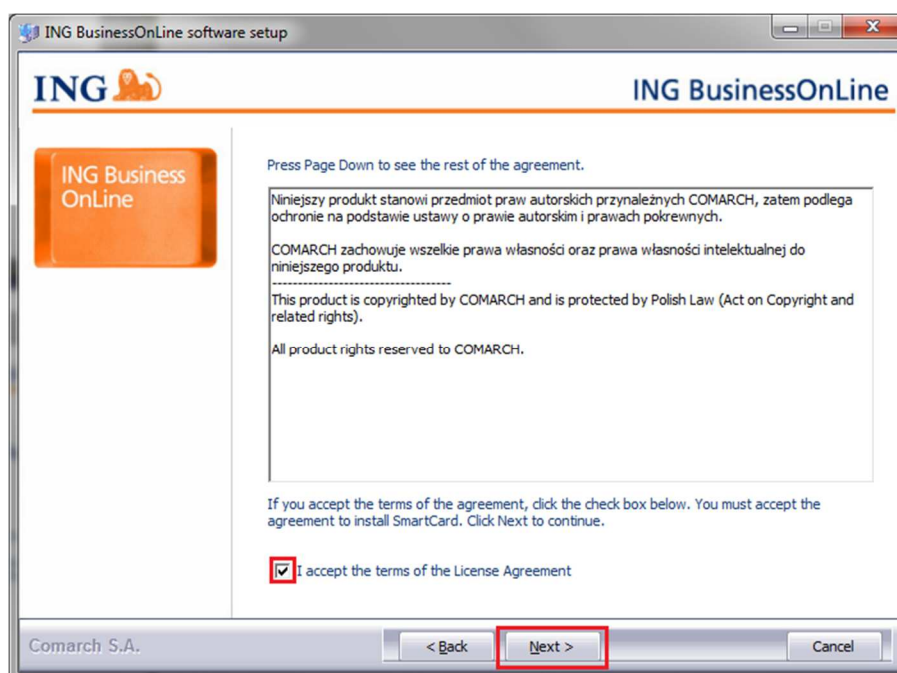 ING BusinessOnLine software setup
ING
ING BusinessOnLine
ING Business
OnLine
Press Page Down to see the rest of the agreement.
Niniejszy produkt stanowi przedmiot praw autorskich przynależnych COMARCH, zatem podlega
ochronie na podstawie ustawy o prawie autorskim i prawach pokrewnych.
COMARCH zachowuje wszelkie prawa własności oraz prawa własności intelektualnej do
niniejszego produktu.
-----------------------------------
This product is copyrighted by COMARCH and is protected by Polish Law (Act on Copyright and
related rights).
All product rights reserved to COMARCH.
If you accept the terms of the agreement, click the check box below. You must accept the
agreement to install SmartCard. Click Next to continue.
I accept the terms of the License Agreement
Comarch S.A.
< Back
Next >
Cancel